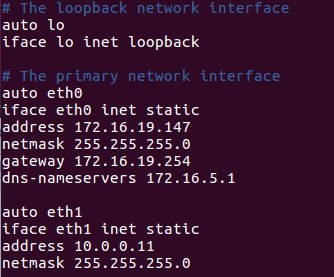 # The loopback network interface
auto lo
iface lo inet loopback
# The primary network interface
auto eth0
iface eth0 inet static
address 172.16.19.147
netmask 255.255.255.0
gateway 172.16.19.254
dns-nameservers 172.16.5.1
auto eth1
iface eth1 inet static
address 10.0.0.11
netmask 255.255.255.0